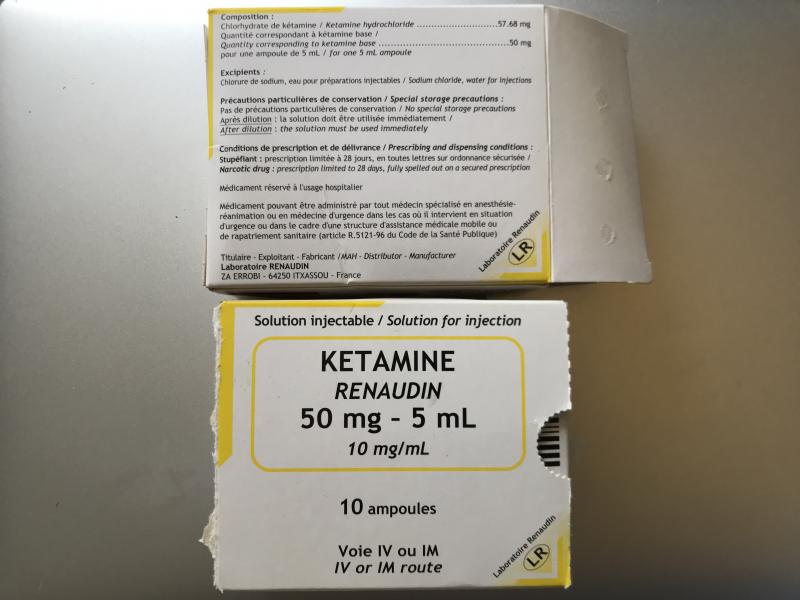 Composition :
Chlorhydrate de kétamine / Ketamine hydrochloride ............................57.68 mg
Quantité correspondant à kétamine base /
Quantity corresponding to ketamine base .............................................50 mg
pour une ampoule de 5 mL / for one 5 mL ampoule
Excipients :
Chlorure de sodium, eau pour préparations injectables / Sodium chloride, water for injections
Précautions particulières de conservation / Special storage precautions :
Pas de précautions particulières de conservation / No special storage precautions
Après dilution : la solution doit être utilisée immédiatement /
After dilution : the solution must be used immediately
Conditions de prescription et de délivrance / Prescribing and dispensing conditions :
Stupéfiant : prescription limitée à 28 jours, en toutes lettres sur ordonnance sécurisée /
Narcotic drug : prescription limited to 28 days, fully spelled out on a secured prescription
Médicament réservé à l'usage hospitalier
Médicament pouvant être administré par tout médecin spécialisé en anesthésie-
réanimation ou en médecine d'urgence dans les cas où il intervient en situation
d'urgence ou dans le cadre d'une structure d'assistance médicale mobile ou
de rapatriement sanitaire (article R.5121-96 du Code de la Santé Publique)
Titulaire - Exploitant - Fabricant /MAH - Distributor - Manufacturer
Laboratoire RENAUDIN
ZA ERROBI - 64250 ITXASSOU - France
Laboratoire Renaudin
LR
Solution injectable / Solution for injection
KETAMINE
RENAUDIN
50 mg - 5 mL
10 mg/mL
10 ampoules
Voie IV ou IM
IV or IM route
Laboratoire Renaudin
LR